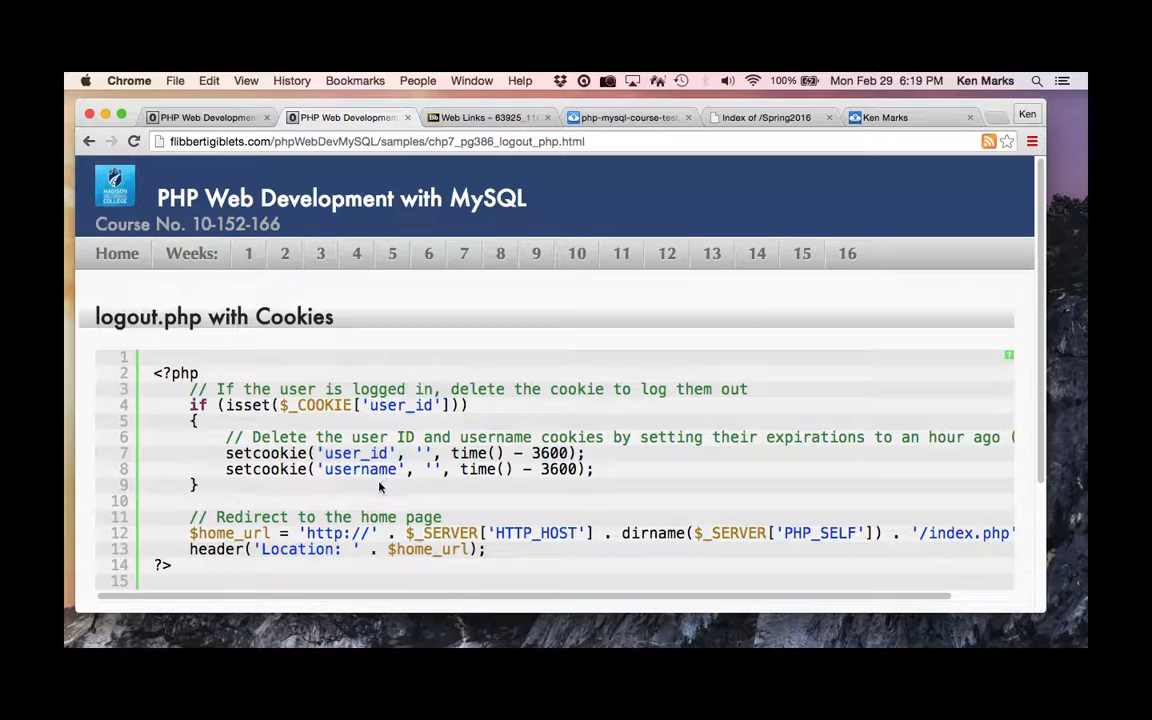 Chrome File Edit View History Bookmarks People Window Help 100% Mon Feb 29 6:19 PM Ken Marks
PHP Web Developmen PHP Web Developmen Web Links – 63925_11 php-mysql-course-test Index of /Spring2016 Ken Marks Ken
flibbertigiblets.com/phpWebDevMySQL/samples/chp7_pg386_logout_php.html
MADISON
COLLEGE
PHP Web Development with MySQL
Course No. 10-152-166
Home Weeks: 1 2 3 4 5 6 7 8 9 10 11 12 13 14 15 16
logout.php with Cookies
?
1
2 <?php
3 // If the user is logged in, delete the cookie to log them out
4 if (isset($_COOKIE['user_id']))
5 {
6 // Delete the user ID and username cookies by setting their expirations to an hour ago (
7 setcookie('user_id', '', time() - 3600);
8 setcookie('username', '', time() - 3600);
9 }
10
11 // Redirect to the home page
12 $home_url = 'http://' . $_SERVER['HTTP_HOST'] . dirname($_SERVER['PHP_SELF']) . '/index.php'
13 header('Location: ' . $home_url);
14 ?>
15